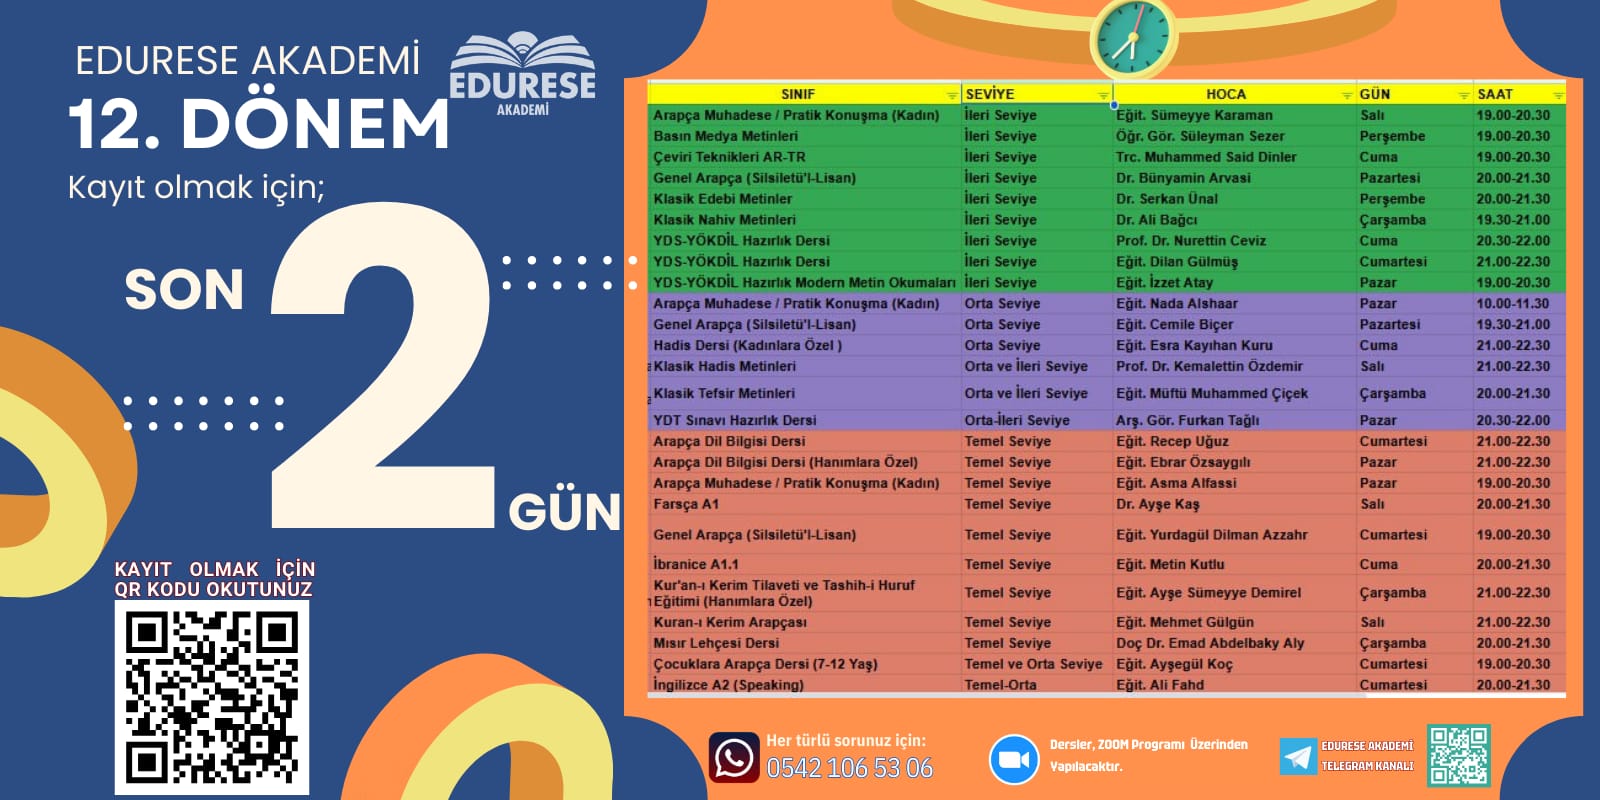 EDURESE AKADEMİ
12. DÖNEM
Kayıt olmak için;
SON
2
GÜN
EDURESE
AKADEMİ
KAYIT OLMAK İÇİN
QR KODU OKUTUNUZ
SINIF SEVİYE HOCA GÜN SAAT
Arapça Muhadese / Pratik Konuşma (Kadın) İleri Seviye Eğit. Sümeyye Karaman Salı 19.00-20.30
Basın Medya Metinleri İleri Seviye Öğr. Gör. Süleyman Sezer Perşembe 19.00-20.30
Çeviri Teknikleri AR-TR İleri Seviye Trc. Muhammed Said Dinler Cuma 19.00-20.30
Genel Arapça (Silsiletü'l-Lisan) İleri Seviye Dr. Bünyamin Arvasi Pazartesi 20.00-21.30
Klasik Edebi Metinler İleri Seviye Dr. Serkan Ünal Perşembe 20.00-21.30
Klasik Nahiv Metinleri İleri Seviye Dr. Ali Bağcı Çarşamba 19.30-21.00
YDS-YÖKDİL Hazırlık Dersi İleri Seviye Prof. Dr. Nurettin Ceviz Cuma 20.30-22.00
YDS-YÖKDİL Hazırlık Dersi İleri Seviye Eğit. Dilan Gülmüş Cumartesi 21.00-22.30
YDS-YÖKDİL Hazırlık Modern Metin Okumaları İleri Seviye Eğit. İzzet Atay Pazar 19.00-20.30
Arapça Muhadese / Pratik Konuşma (Kadın) Orta Seviye Eğit. Nada Alshaar Pazar 10.00-11.30
Genel Arapça (Silsiletü'l-Lisan) Orta Seviye Eğit. Cemile Biçer Pazartesi 19.30-21.00
Hadis Dersi (Kadınlara Özel ) Orta Seviye Eğit. Esra Kayıhan Kuru Cuma 21.00-22.30
Klasik Hadis Metinleri Orta ve İleri Seviye Prof. Dr. Kemalettin Özdemir Salı 21.00-22.30
Klasik Tefsir Metinleri Orta ve İleri Seviye Eğit. Müftü Muhammed Çiçek Çarşamba 20.00-21.30
YDT Sınavı Hazırlık Dersi Orta-İleri Seviye Arş. Gör. Furkan Tağlı Pazar 20.30-22.00
Arapça Dil Bilgisi Dersi Temel Seviye Eğit. Recep Uğuz Cumartesi 21.00-22.30
Arapça Dil Bilgisi Dersi (Hanımlara Özel) Temel Seviye Eğit. Ebrar Özsaygılı Pazar 21.00-22.30
Arapça Muhadese / Pratik Konuşma (Kadın) Temel Seviye Eğit. Asma Alfassi Pazar 19.00-20.30
Farsça A1 Temel Seviye Dr. Ayşe Kaş Salı 20.00-21.30
Genel Arapça (Silsiletü'l-Lisan) Temel Seviye Eğit. Yurdagül Dilman Azzahr Cumartesi 19.00-20.30
İbranice A1.1 Temel Seviye Eğit. Metin Kutlu Cuma 20.00-21.30
Kur'an-ı Kerim Tilaveti ve Tashih-i Huruf
Eğitimi (Hanımlara Özel) Temel Seviye Eğit. Ayşe Sümeyye Demirel Çarşamba 21.00-22.30
Kuran-ı Kerim Arapçası Temel Seviye Eğit. Mehmet Gülgün Salı 21.00-22.30
Mısır Lehçesi Dersi Temel Seviye Doç Dr. Emad Abdelbaky Aly Çarşamba 20.00-21.30
Çocuklara Arapça Dersi (7-12 Yaş) Temel ve Orta Seviye Eğit. Ayşegül Koç Cumartesi 19.00-20.30
İngilizce A2 (Speaking) Temel-Orta Eğit. Ali Fahd Cumartesi 20.00-21.30
Her türlü sorunuz için:
0542 106 53 06
Dersler, ZOOM Programı Üzerinden
Yapılacaktır.
EDURESE AKADEMİ
TELEGRAM KANALI